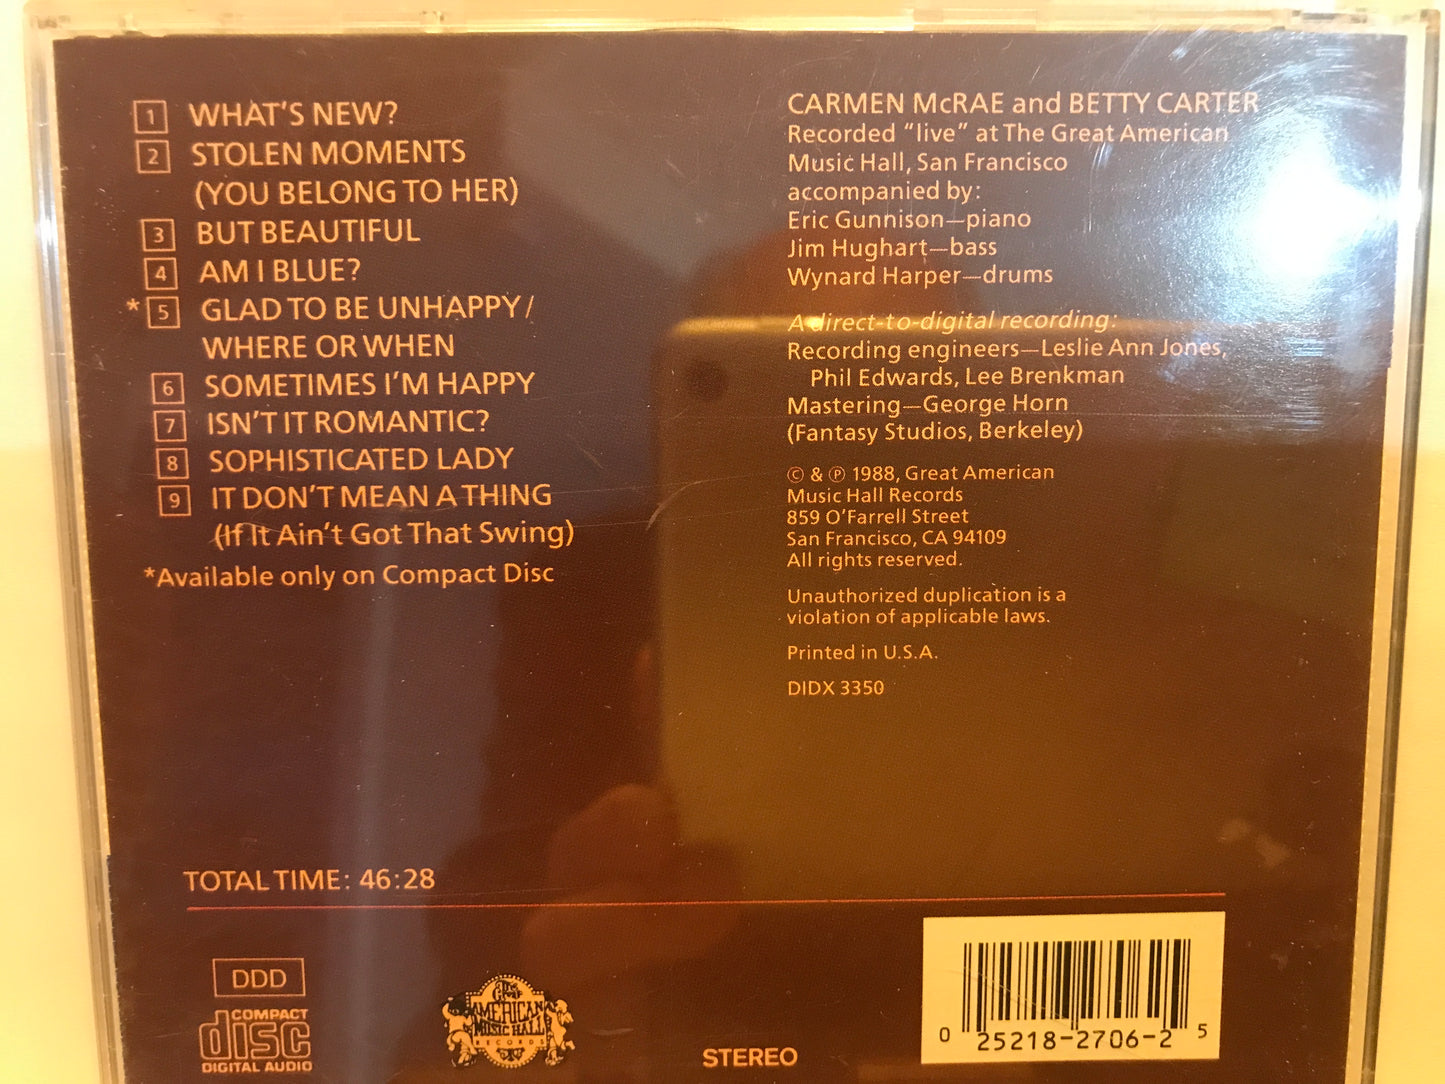 1 WHAT'S NEW?
2 STOLEN MOMENTS
(YOU BELONG TO HER)
3 BUT BEAUTIFUL
4 AM I BLUE?
*5 GLAD TO BE UNHAPPY/
WHERE OR WHEN
6 SOMETIMES I'M HAPPY
7 ISN'T IT ROMANTIC?
8 SOPHISTICATED LADY
9 IT DON'T MEAN A THING
(If It Ain't Got That Swing)
*Available only on Compact Disc
CARMEN McRAE and BETTY CARTER
Recorded "live" at The Great American
Music Hall, San Francisco
accompanied by:
Eric Gunnison—piano
Jim Hughart—bass
Wynard Harper—drums
A direct-to-digital recording:
Recording engineers—Leslie Ann Jones,
Phil Edwards, Lee Brenkman
Mastering—George Horn
(Fantasy Studios, Berkeley)
© & ℗ 1988, Great American
Music Hall Records
859 O'Farrell Street
San Francisco, CA 94109
All rights reserved.
Unauthorized duplication is a
violation of applicable laws.
Printed in U.S.A.
DIDX 3350
TOTAL TIME: 46:28
DDD
COMPACT
disc
DIGITAL AUDIO
The
Great
AMERICAN
MUSIC HALL
RECORDS
STEREO
0 25218-2706-2 5